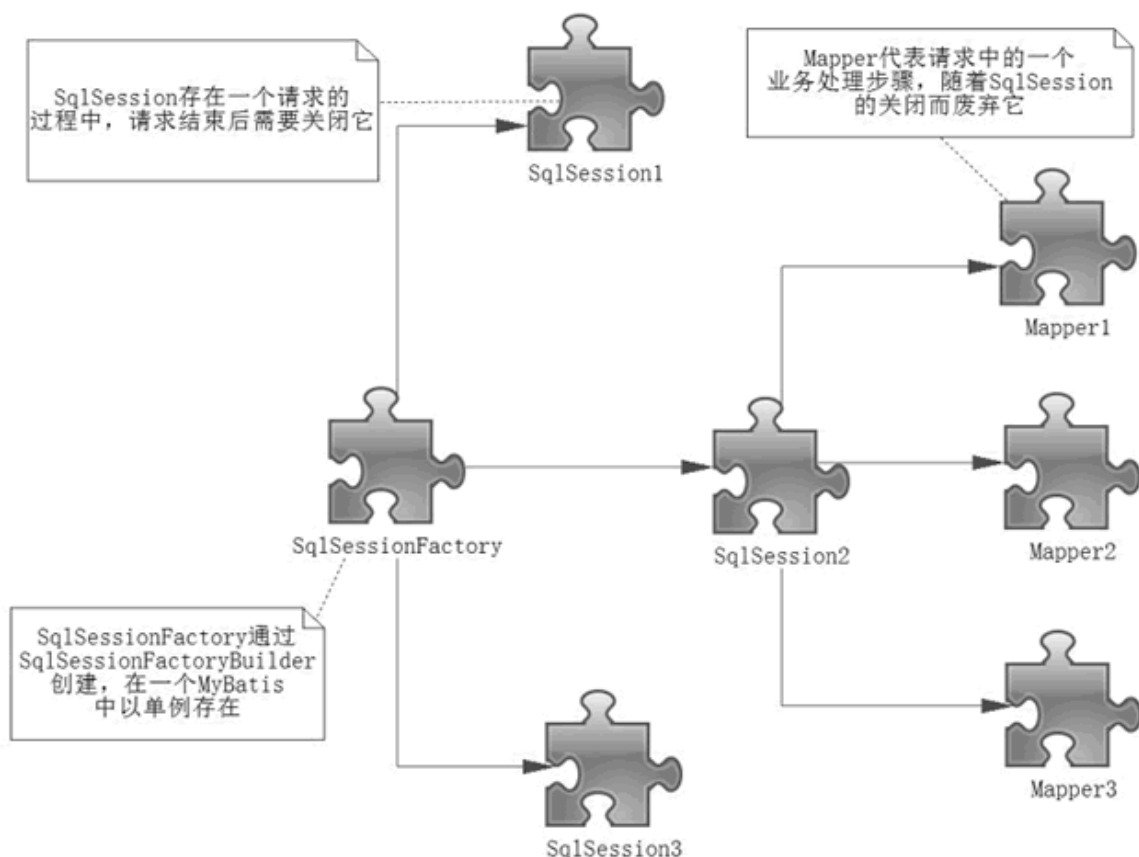 SqlSession存在一个请求的
过程中，请求结束后需要关闭它
Mapper代表请求中的一个
业务处理步骤，随着SqlSession
的关闭而废弃它
SqlSession1
Mapper1
SqlSessionFactory
SqlSession2
Mapper2
SqlSessionFactory通过
SqlSessionFactoryBuilder
创建，在一个MyBatis
中以单例存在
Mapper3
SqlSession3